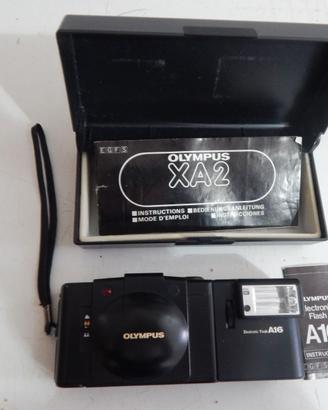 E G F S
OLYMPUS
XA2
■INSTRUCTIONS ■BEDIENUNGSANLEITUNG
■MODE D'EMPLOI ■INSTRUCCIONES
OLYMPUS
Electronic Flash A16
OLYMPUS
Electronic
Flash
A16
INSTRUC
E G F S